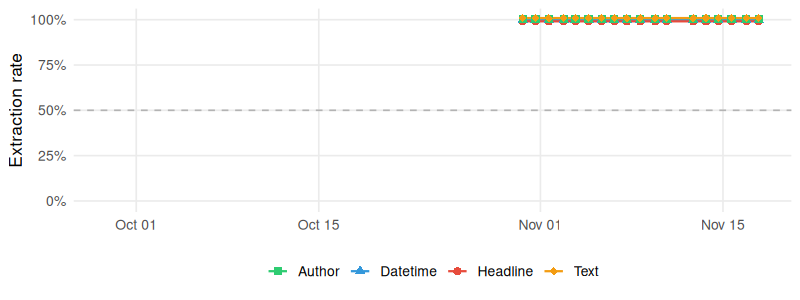 Extraction rate
100%
75%
50%
25%
0%
Oct 01 Oct 15 Nov 01 Nov 15
Author Datetime Headline Text